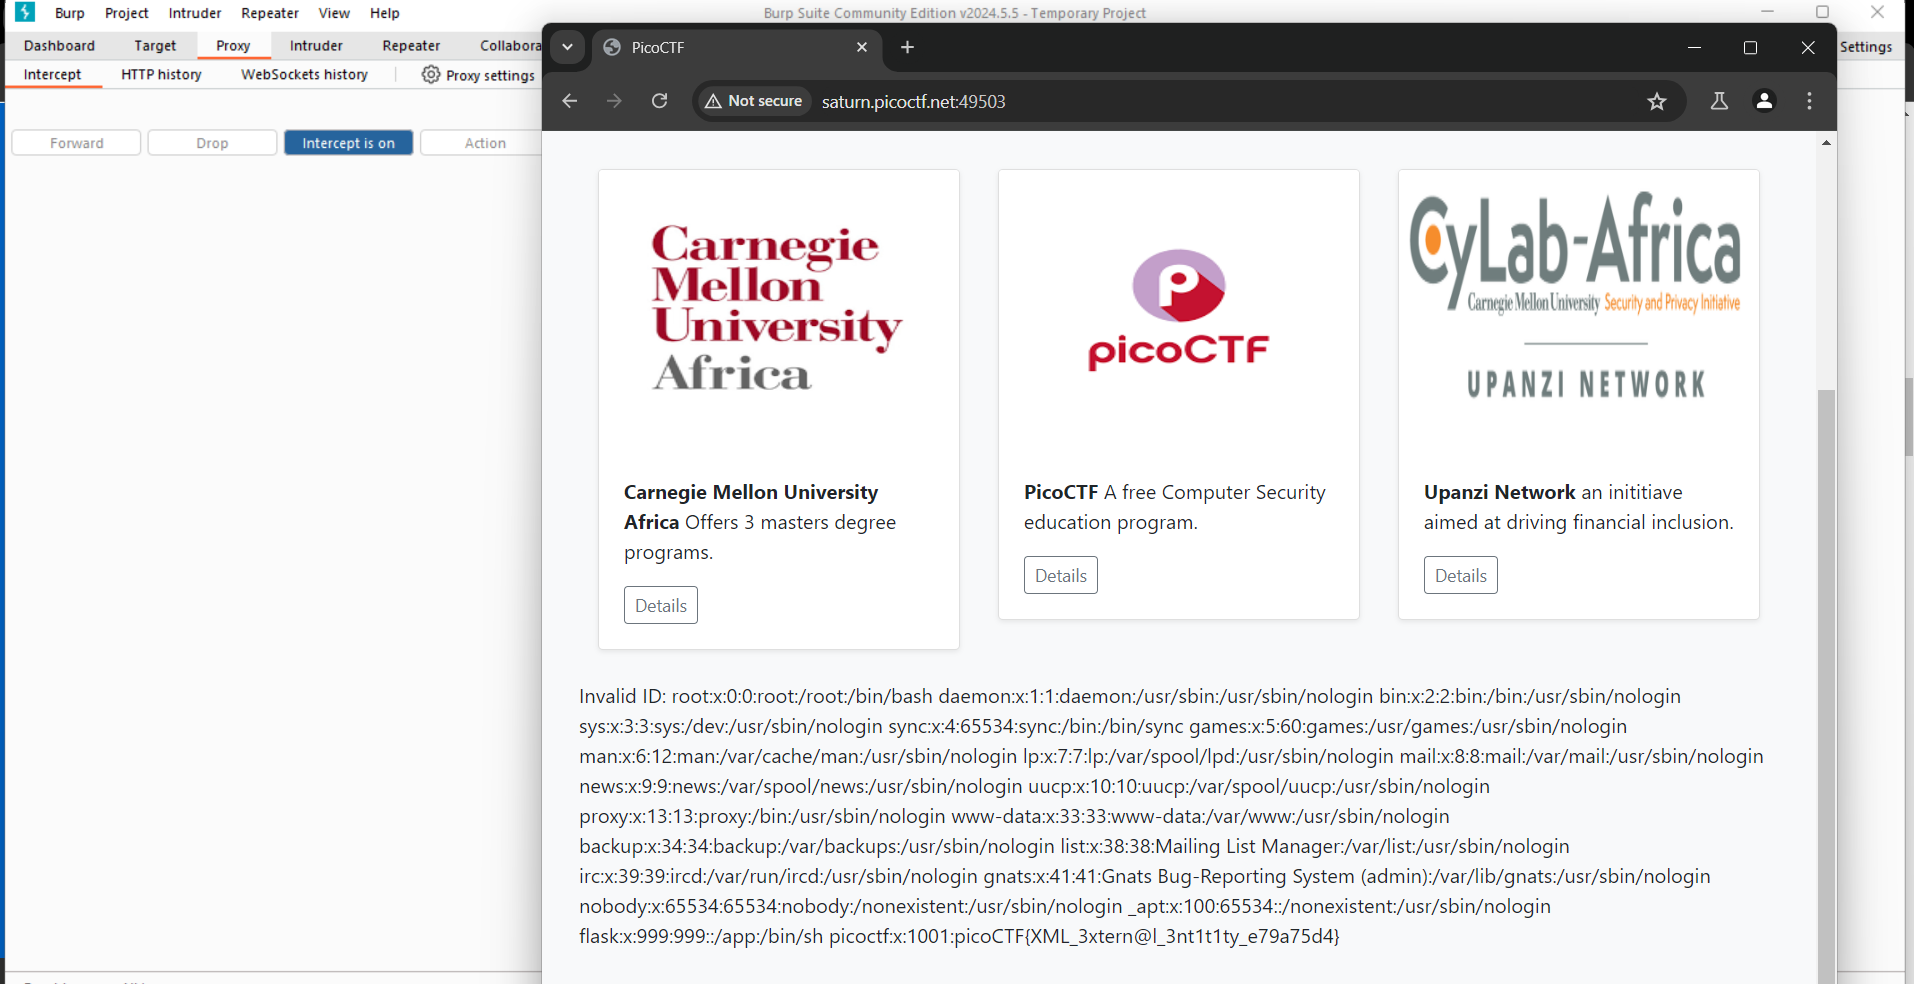 Burp Project Intruder Repeater View Help Burp Suite Community Edition v2024.5.5 - Temporary Project
Dashboard Target Proxy Intruder Repeater Collabora Settings
Intercept HTTP history WebSockets history Proxy settings
Forward Drop Intercept is on Action
PicoCTF
Not secure saturn.picoctf.net:49503
Carnegie
Mellon
University
Africa
picoCTF
CyLab-Africa
Carnegie Mellon University Security and Privacy Initiative
UPANZI NETWORK
Carnegie Mellon University
Africa Offers 3 masters degree
programs.
Details
PicoCTF A free Computer Security
education program.
Details
Upanzi Network an inititiave
aimed at driving financial inclusion.
Details
Invalid ID: root:x:0:0:root:/root:/bin/bash daemon:x:1:1:daemon:/usr/sbin:/usr/sbin/nologin bin:x:2:2:bin:/bin:/usr/sbin/nologin
sys:x:3:3:sys:/dev:/usr/sbin/nologin sync:x:4:65534:sync:/bin:/bin/sync games:x:5:60:games:/usr/games:/usr/sbin/nologin
man:x:6:12:man:/var/cache/man:/usr/sbin/nologin lp:x:7:7:lp:/var/spool/lpd:/usr/sbin/nologin mail:x:8:8:mail:/var/mail:/usr/sbin/nologin
news:x:9:9:news:/var/spool/news:/usr/sbin/nologin uucp:x:10:10:uucp:/var/spool/uucp:/usr/sbin/nologin
proxy:x:13:13:proxy:/bin:/usr/sbin/nologin www-data:x:33:33:www-data:/var/www:/usr/sbin/nologin
backup:x:34:34:backup:/var/backups:/usr/sbin/nologin list:x:38:38:Mailing List Manager:/var/list:/usr/sbin/nologin
irc:x:39:39:ircd:/var/run/ircd:/usr/sbin/nologin gnats:x:41:41:Gnats Bug-Reporting System (admin):/var/lib/gnats:/usr/sbin/nologin
nobody:x:65534:65534:nobody:/nonexistent:/usr/sbin/nologin _apt:x:100:65534::/nonexistent:/usr/sbin/nologin
flask:x:999:999::/app:/bin/sh picoctf:x:1001:picoCTF{XML_3xtern@l_3nt1t1ty_e79a75d4}